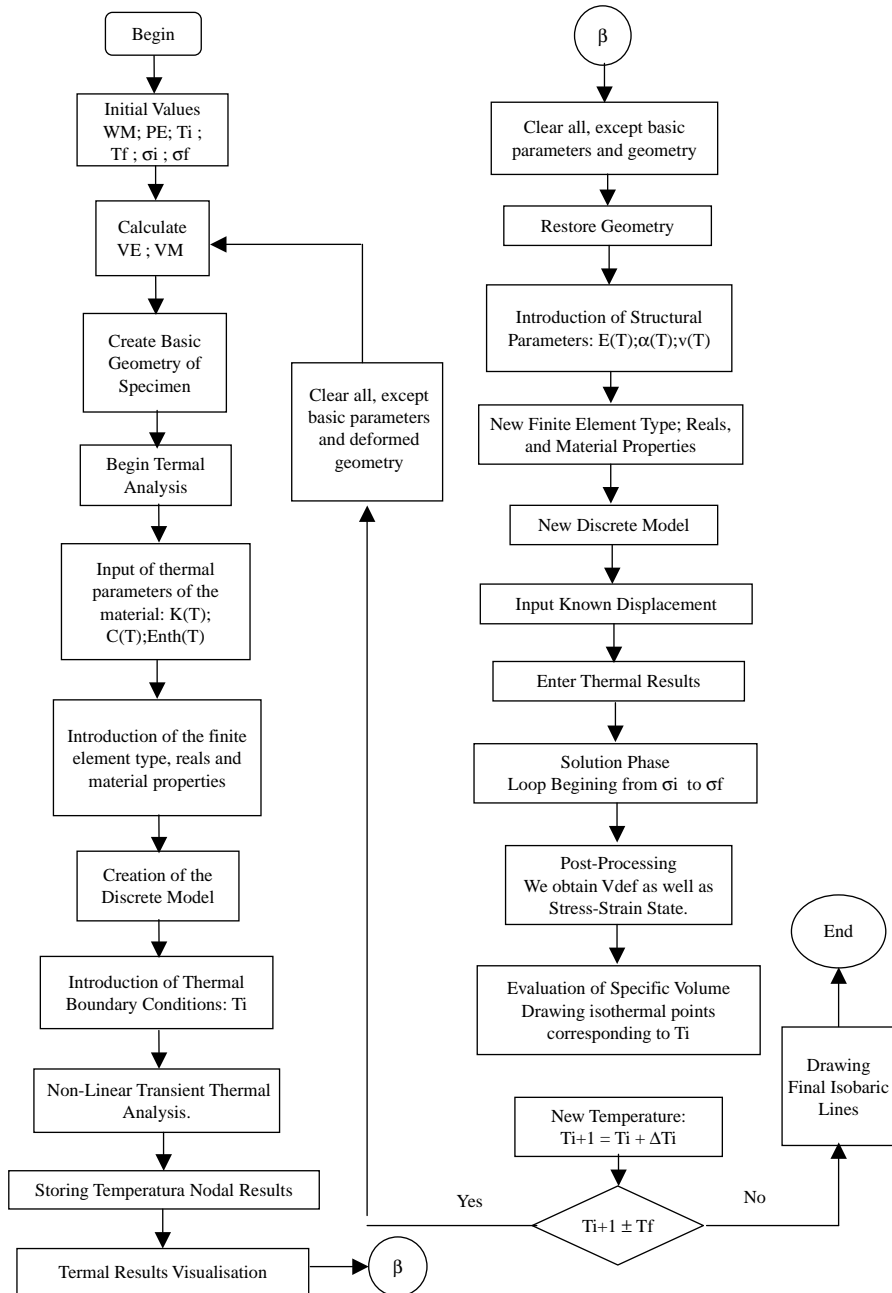 Begin
Initial Values
WM; PE; Ti ;
Tf ; σi ; σf
Calculate
VE ; VM
Create Basic
Geometry of
Specimen
Begin Termal
Analysis
Input of thermal
parameters of the
material: K(T);
C(T);Enth(T)
Introduction of the finite
element type, reals and
material properties
Creation of the
Discrete Model
Introduction of Thermal
Boundary Conditions: Ti
Non-Linear Transient Thermal
Analysis.
Storing Temperatura Nodal Results
Termal Results Visualisation
β
Clear all, except
basic parameters
and deformed
geometry
β
Clear all, except basic
parameters and geometry
Restore Geometry
Introduction of Structural
Parameters: E(T);α(T);ν(T)
New Finite Element Type; Reals,
and Material Properties
New Discrete Model
Input Known Displacement
Enter Thermal Results
Solution Phase
Loop Begining from σi to σf
Post-Processing
We obtain Vdef as well as
Stress-Strain State.
Evaluation of Specific Volume
Drawing isothermal points
corresponding to Ti
New Temperature:
Ti+1 = Ti + ΔTi
Ti+1 ± Tf
Yes
No
Drawing
Final Isobaric
Lines
End